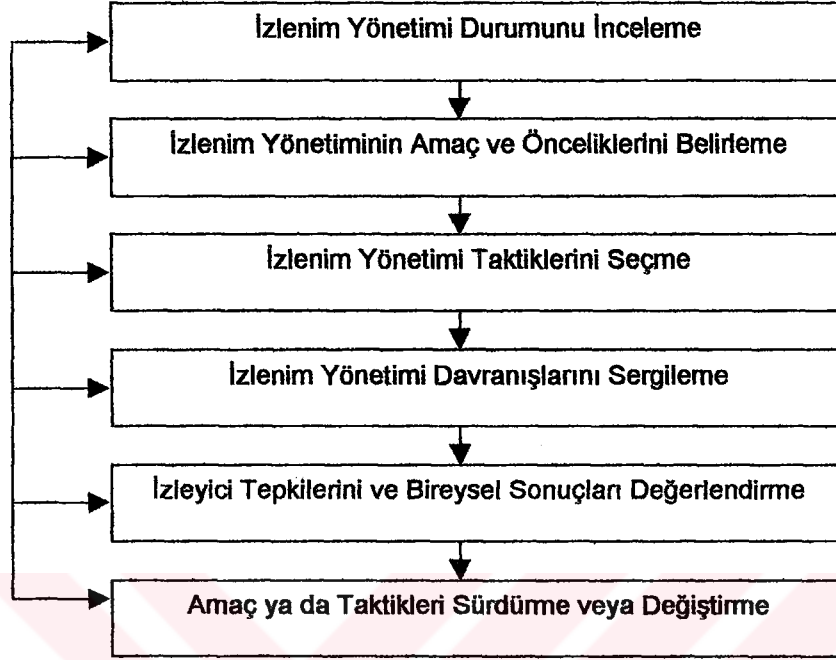 İzlenim Yönetimi Durumunu İnceleme
İzlenim Yönetiminin Amaç ve Önceliklerini Belirleme
İzlenim Yönetimi Taktiklerini Seçme
İzlenim Yönetimi Davranışlarını Sergileme
İzleyici Tepkilerini ve Bireysel Sonuçları Değerlendirme
Amaç ya da Taktikleri Sürdürme veya Değiştirme